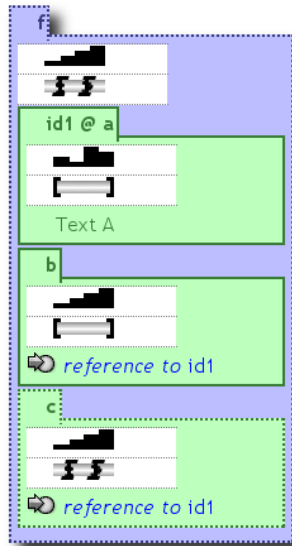 f
id1 @ a
Text A
b
reference to id1
c
reference to id1